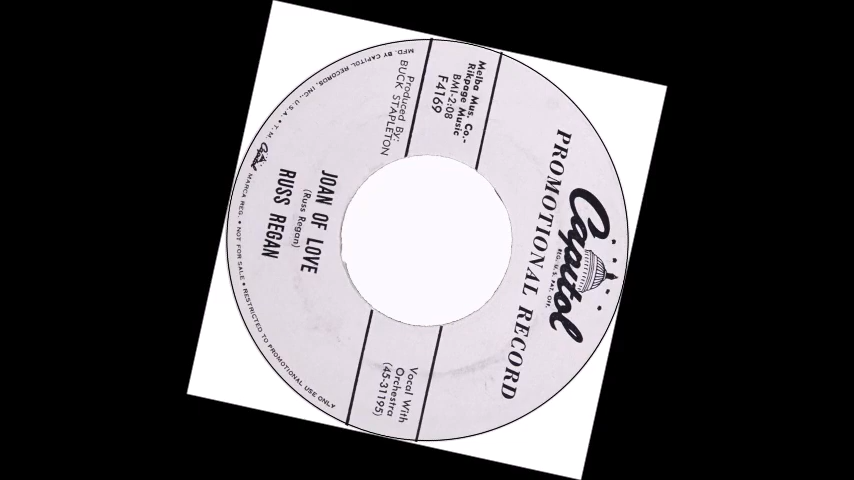 Capitol
REG. U.S. PAT. OFF.
PROMOTIONAL RECORD
Melba Mus. Co.-
Rikpage Music
BMI-2:08
F4169
Vocal With
Orchestra
(45-31195)
Produced By:
BUCK STAPLETON
JOAN OF LOVE
(Russ Regan)
RUSS REGAN
MFD. BY CAPITOL RECORDS, INC., U.S.A. • T.M. Capitol MARCA REG. • NOT FOR SALE • RESTRICTED TO PROMOTIONAL USE ONLY